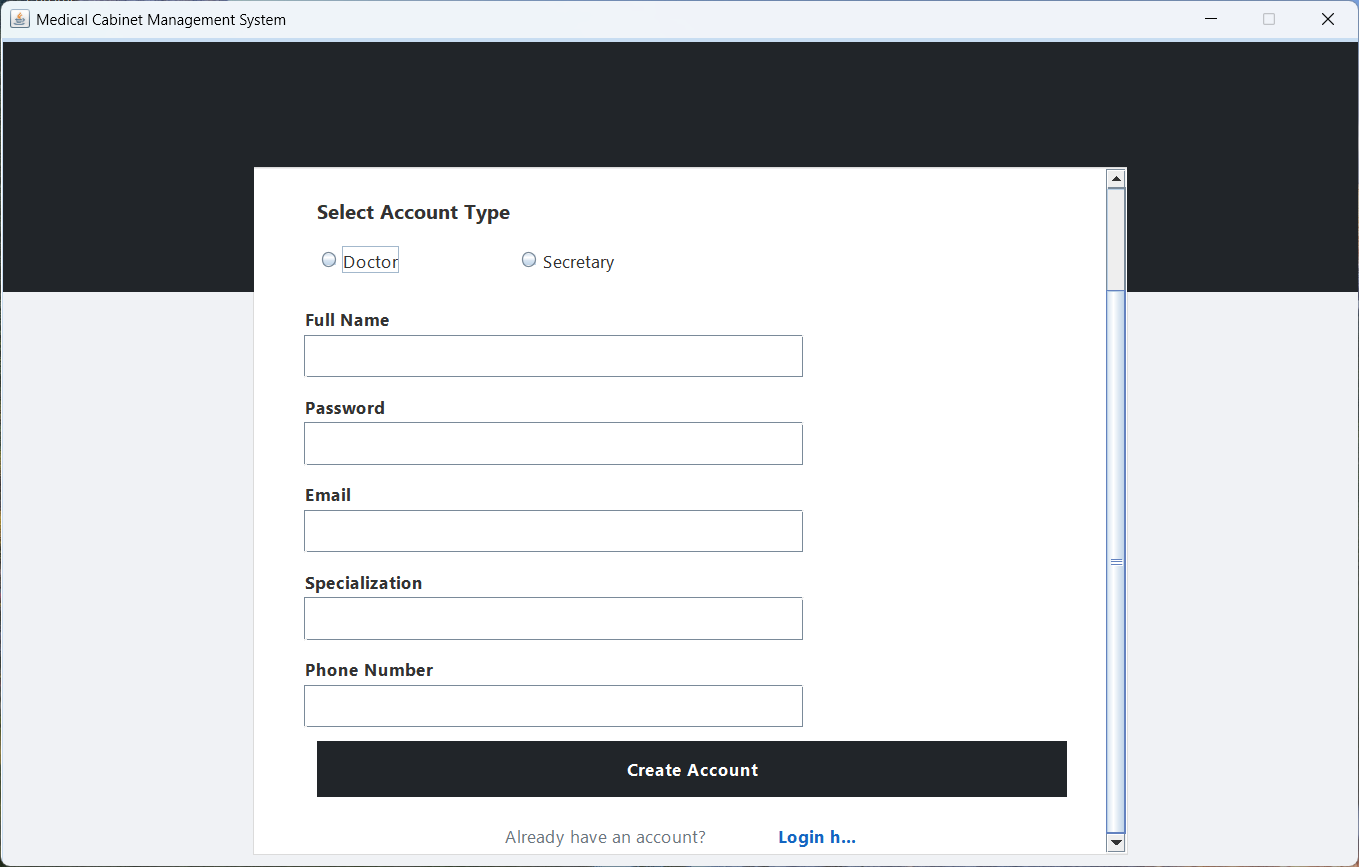 Medical Cabinet Management System
Select Account Type
Doctor Secretary
Full Name
Password
Email
Specialization
Phone Number
Create Account
Already have an account? Login h...